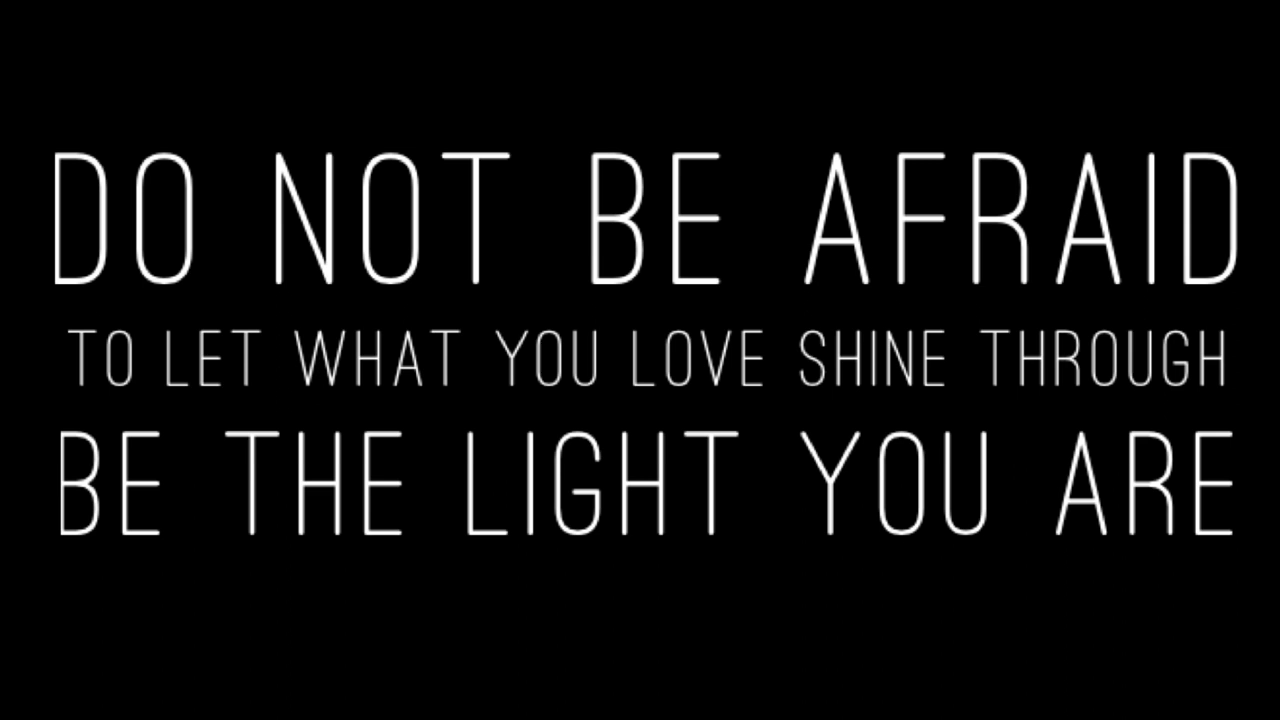 DO NOT BE AFRAID
TO LET WHAT YOU LOVE SHINE THROUGH
BE THE LIGHT YOU ARE